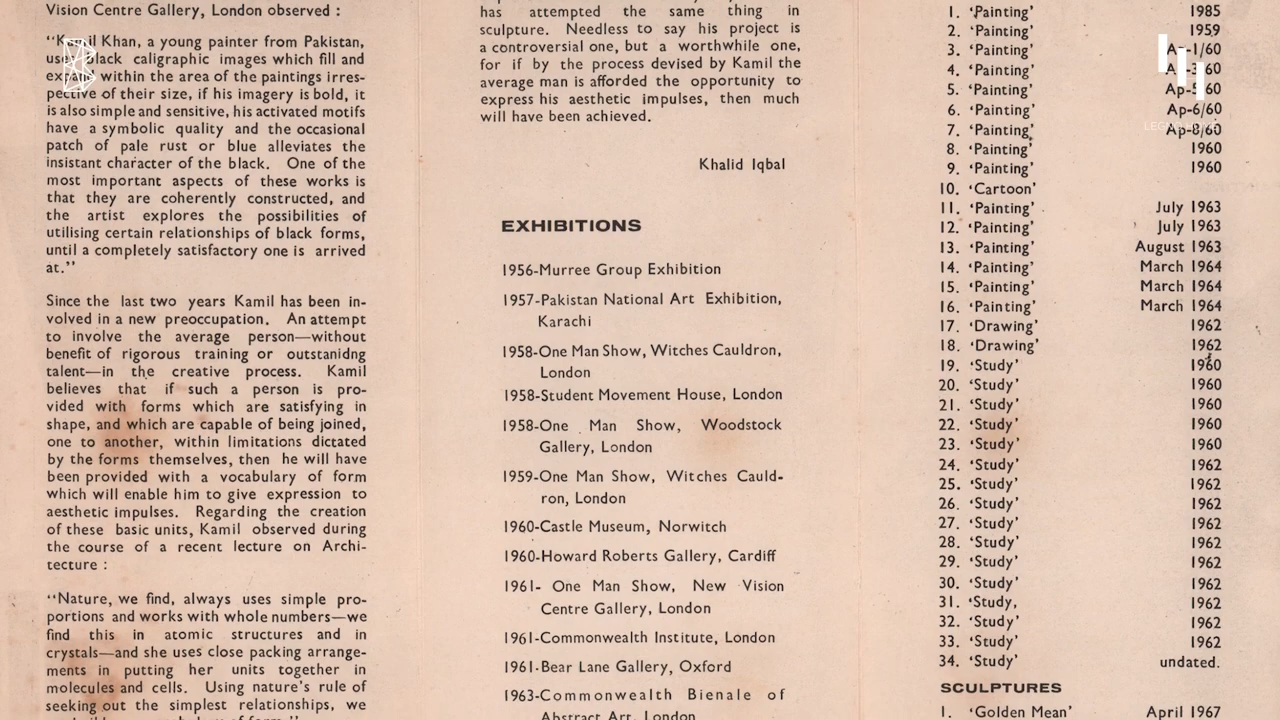 Vision Centre Gallery, London observed :
“Kamil Khan, a young painter from Pakistan,
uses black caligraphic images which fill and
expand within the area of the paintings irres-
pective of their size, if his imagery is bold, it
is also simple and sensitive, his activated motifs
have a symbolic quality and the occasional
patch of pale rust or blue alleviates the
insistant character of the black. One of the
most important aspects of these works is
that they are coherently constructed, and
the artist explores the possibilities of
utilising certain relationships of black forms,
until a completely satisfactory one is arrived
at.”
Since the last two years Kamil has been in-
volved in a new preoccupation. An attempt
to involve the average person—without
benefit of rigorous training or outstanidng
talent—in the creative process. Kamil
believes that if such a person is pro-
vided with forms which are satisfying in
shape, and which are capable of being joined,
one to another, within limitations dictated
by the forms themselves, then he will have
been provided with a vocabulary of form
which will enable him to give expression to
aesthetic impulses. Regarding the creation
of these basic units, Kamil observed during
the course of a recent lecture on Archi-
tecture :
“Nature, we find, always uses simple pro-
portions and works with whole numbers—we
find this in atomic structures and in
crystals—and she uses close packing arrange-
ments in putting her units together in
molecules and cells. Using nature's rule of
seeking out the simplest relationships, we
has attempted the same thing in
sculpture. Needless to say his project is
a controversial one, but a worthwhile one,
for if by the process devised by Kamil the
average man is afforded the opportunity to
express his aesthetic impulses, then much
will have been achieved.
Khalid Iqbal
EXHIBITIONS
1956-Murree Group Exhibition
1957-Pakistan National Art Exhibition,
Karachi
1958-One Man Show, Witches Cauldron,
London
1958-Student Movement House, London
1958-One Man Show, Woodstock
Gallery, London
1959-One Man Show, Witches Cauld-
ron, London
1960-Castle Museum, Norwitch
1960-Howard Roberts Gallery, Cardiff
1961- One Man Show, New Vision
Centre Gallery, London
1961-Commonwealth Institute, London
1961-Bear Lane Gallery, Oxford
1963-Commonwealth Bienale of
Abstract Art, London
1. ‘Painting’ 1985
2. ‘Painting’ 1959
3. ‘Painting’ Ap-1/60
4. ‘Painting’ Ap-3/60
5. ‘Painting’ Ap-5/60
6. ‘Painting’ Ap-6/60
7. ‘Painting’ Ap-8/60
8. ‘Painting’ 1960
9. ‘Painting’ 1960
10. ‘Cartoon’
11. ‘Painting’ July 1963
12. ‘Painting’ July 1963
13. ‘Painting’ August 1963
14. ‘Painting’ March 1964
15. ‘Painting’ March 1964
16. ‘Painting’ March 1964
17. ‘Drawing’ 1962
18. ‘Drawing’ 1962
19. ‘Study’ 1960
20. ‘Study’ 1960
21. ‘Study’ 1960
22. ‘Study’ 1960
23. ‘Study’ 1960
24. ‘Study’ 1962
25. ‘Study’ 1962
26. ‘Study’ 1962
27. ‘Study’ 1962
28. ‘Study’ 1962
29. ‘Study’ 1962
30. ‘Study’ 1962
31. ‘Study, 1962
32. ‘Study’ 1962
33. ‘Study’ 1962
34. ‘Study’ undated.
SCULPTURES
1. ‘Golden Mean’ April 1967